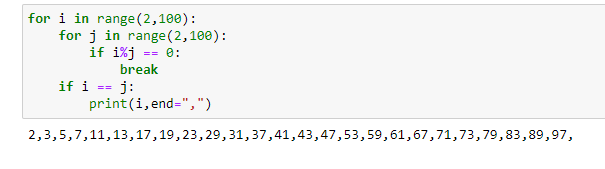 for i in range(2,100):
    for j in range(2,100):
        if i%j == 0:
            break
    if i == j:
        print(i,end=",")
2,3,5,7,11,13,17,19,23,29,31,37,41,43,47,53,59,61,67,71,73,79,83,89,97,